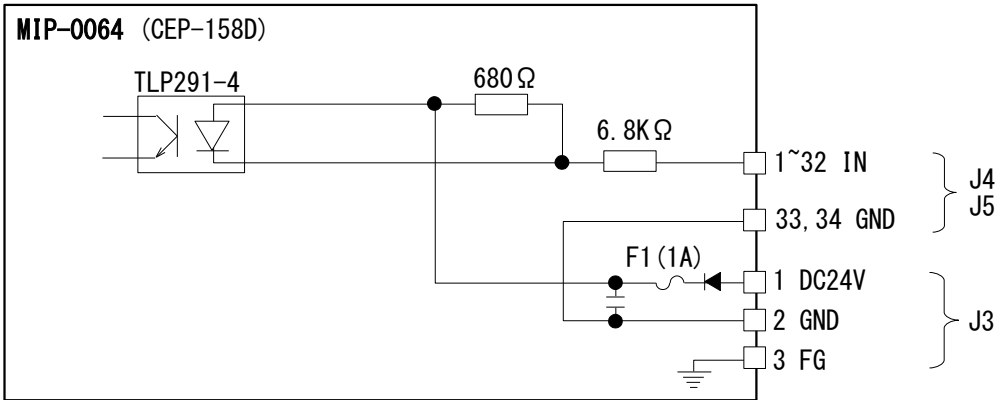 MIP-0064 (CEP-158D)
TLP291-4
680Ω
6.8KΩ
1~32 IN
J4
J5
33,34 GND
F1(1A)
1 DC24V
2 GND
J3
3 FG